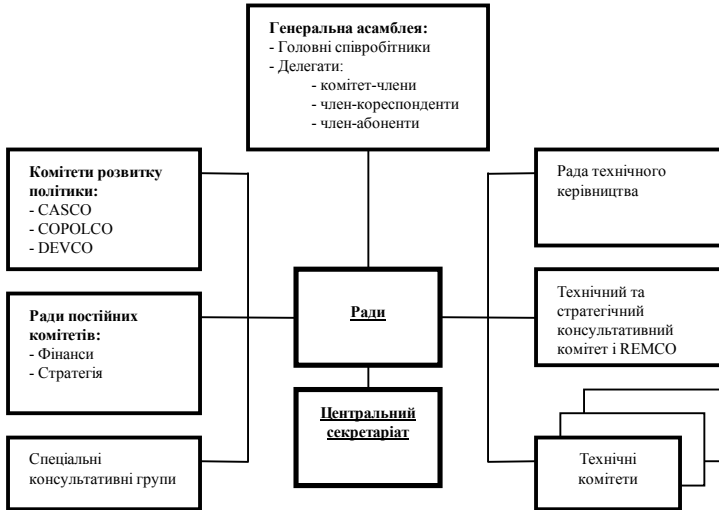 Генеральна асамблея:
- Головні співробітники
- Делегати:
- комітет-члени
- член-кореспонденти
- член-абоненти
Комітети розвитку
політики:
- CASCO
- COPOLCO
- DEVCO
Рада технічного
керівництва
Ради постійних
комітетів:
- Фінанси
- Стратегія
Ради
Технічний та
стратегічний
консультативний
комітет і REMCO
Центральний
секретаріат
Спеціальні
консультативні групи
Технічні
комітети